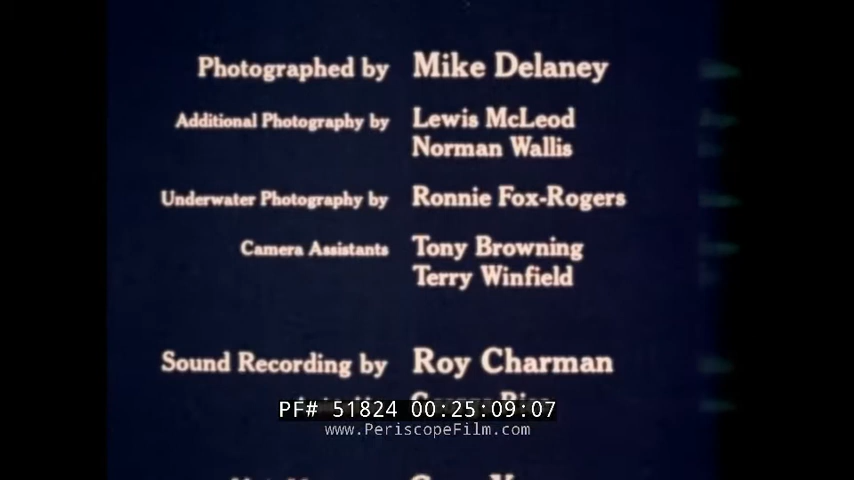 Photographed by Mike Delaney
Additional Photography by Lewis McLeod
Norman Wallis
Underwater Photography by Ronnie Fox-Rogers
Camera Assistants Tony Browning
Terry Winfield
Sound Recording by Roy Charman
PF# 51824 00:25:09:07
www.PeriscopeFilm.com